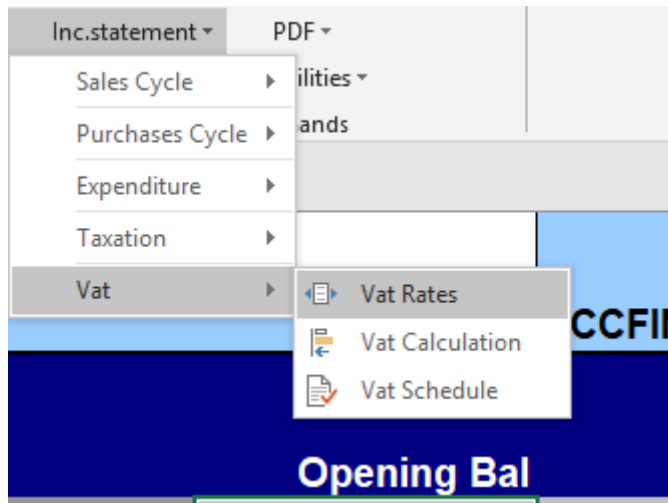 Inc.statement PDF
Sales Cycle
ilities
Purchases Cycle
ands
Expenditure
Taxation
Vat
Vat Rates
CCFII
Vat Calculation
Vat Schedule
Opening Bal